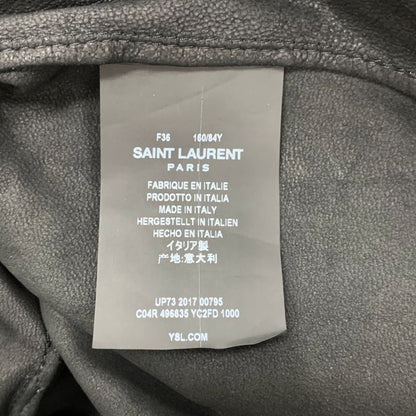 F36 160/84Y
SAINT LAURENT
PARIS
FABRIQUE EN ITALIE
PRODOTTO IN ITALIA
MADE IN ITALY
HERGESTELLT IN ITALIEN
HECHO EN ITALIA
イタリア製
产地:意大利
UP73 2017 00795
C04R 496835 YC2FD 1000
YSL.COM